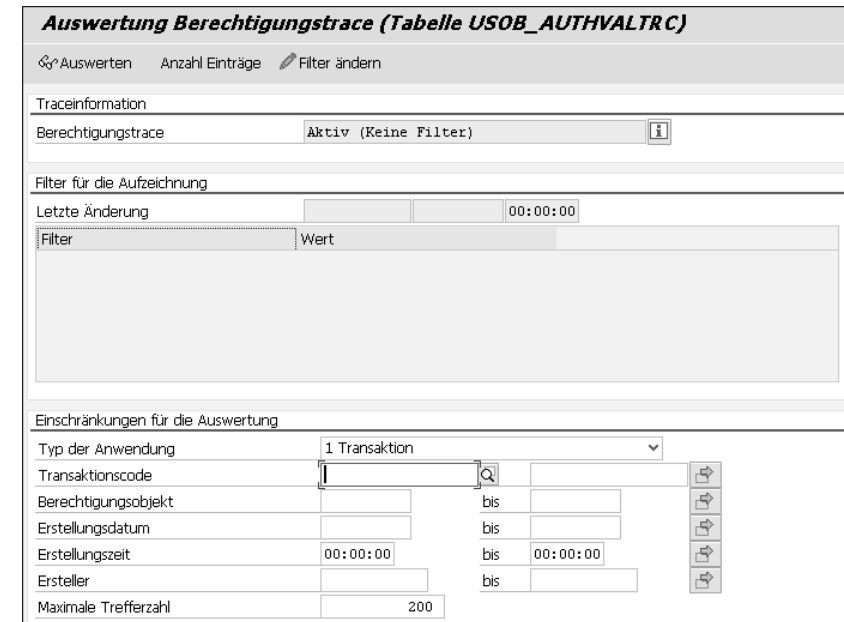 Auswertung Berechtigungstrace (Tabelle USOB_AUTHVALTRC)
Auswerten Anzahl Einträge Filter ändern
Traceinformation
Berechtigungstrace Aktiv (Keine Filter)
Filter für die Aufzeichnung
Letzte Änderung 00:00:00
Filter Wert
Einschränkungen für die Auswertung
Typ der Anwendung 1 Transaktion
Transaktionscode
Berechtigungsobjekt bis
Erstellungsdatum bis
Erstellungszeit 00:00:00 bis 00:00:00
Ersteller bis
Maximale Trefferzahl 200